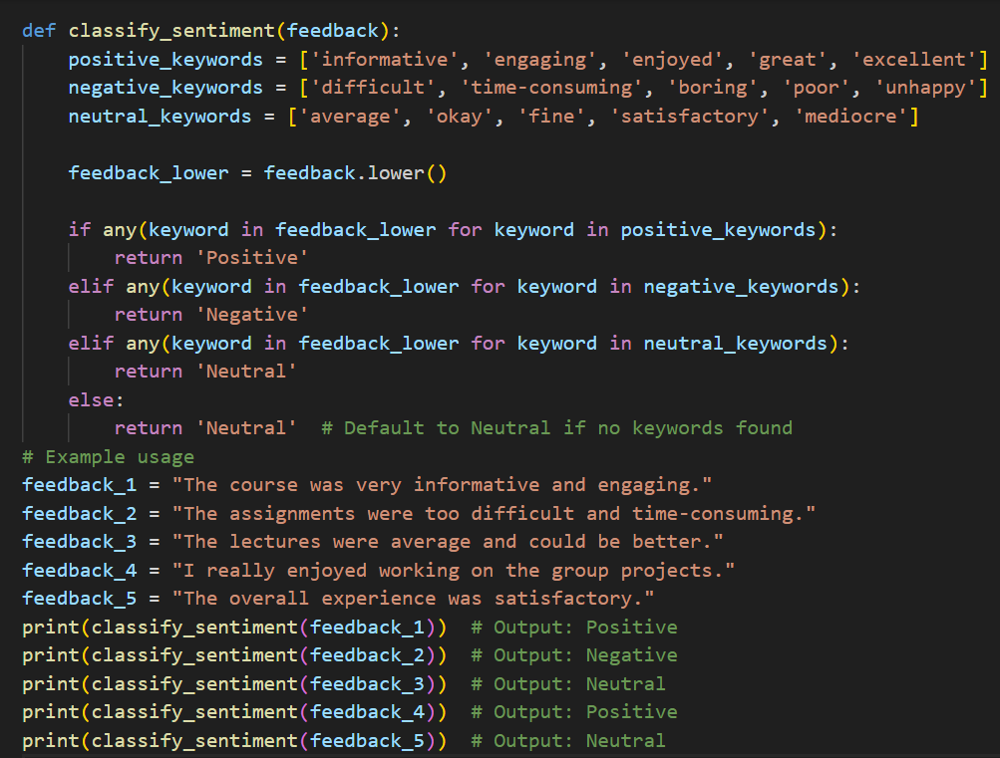 def classify_sentiment(feedback):
    positive_keywords = ['informative', 'engaging', 'enjoyed', 'great', 'excellent']
    negative_keywords = ['difficult', 'time-consuming', 'boring', 'poor', 'unhappy']
    neutral_keywords = ['average', 'okay', 'fine', 'satisfactory', 'mediocre']

    feedback_lower = feedback.lower()

    if any(keyword in feedback_lower for keyword in positive_keywords):
        return 'Positive'
    elif any(keyword in feedback_lower for keyword in negative_keywords):
        return 'Negative'
    elif any(keyword in feedback_lower for keyword in neutral_keywords):
        return 'Neutral'
    else:
        return 'Neutral'  # Default to Neutral if no keywords found
# Example usage
feedback_1 = "The course was very informative and engaging."
feedback_2 = "The assignments were too difficult and time-consuming."
feedback_3 = "The lectures were average and could be better."
feedback_4 = "I really enjoyed working on the group projects."
feedback_5 = "The overall experience was satisfactory."
print(classify_sentiment(feedback_1))  # Output: Positive
print(classify_sentiment(feedback_2))  # Output: Negative
print(classify_sentiment(feedback_3))  # Output: Neutral
print(classify_sentiment(feedback_4))  # Output: Positive
print(classify_sentiment(feedback_5))  # Output: Neutral